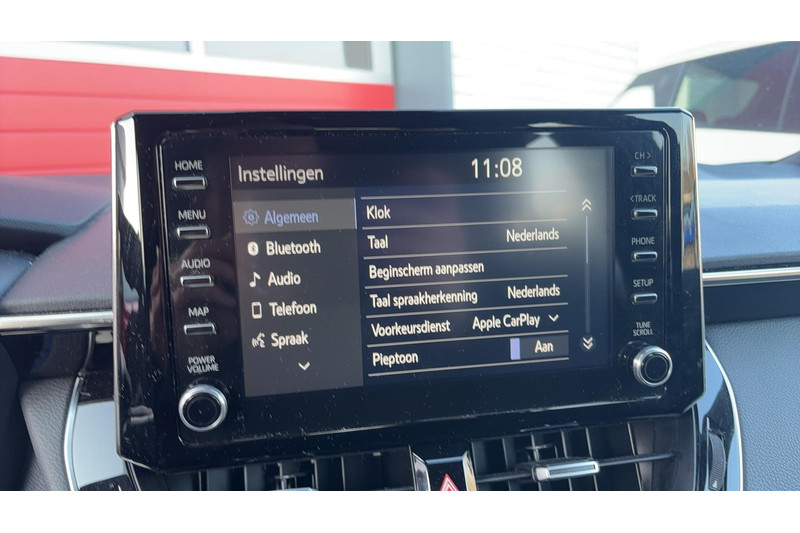 HOME
MENU
AUDIO
MAP
POWER
VOLUME
Instellingen 11:08
Algemeen
Bluetooth
Audio
Telefoon
Spraak
Klok
Taal Nederlands
Beginscherm aanpassen
Taal spraakherkenning Nederlands
Voorkeursdienst Apple CarPlay
Pieptoon Aan
CH >
< TRACK
PHONE
SETUP
TUNE
SCROLL